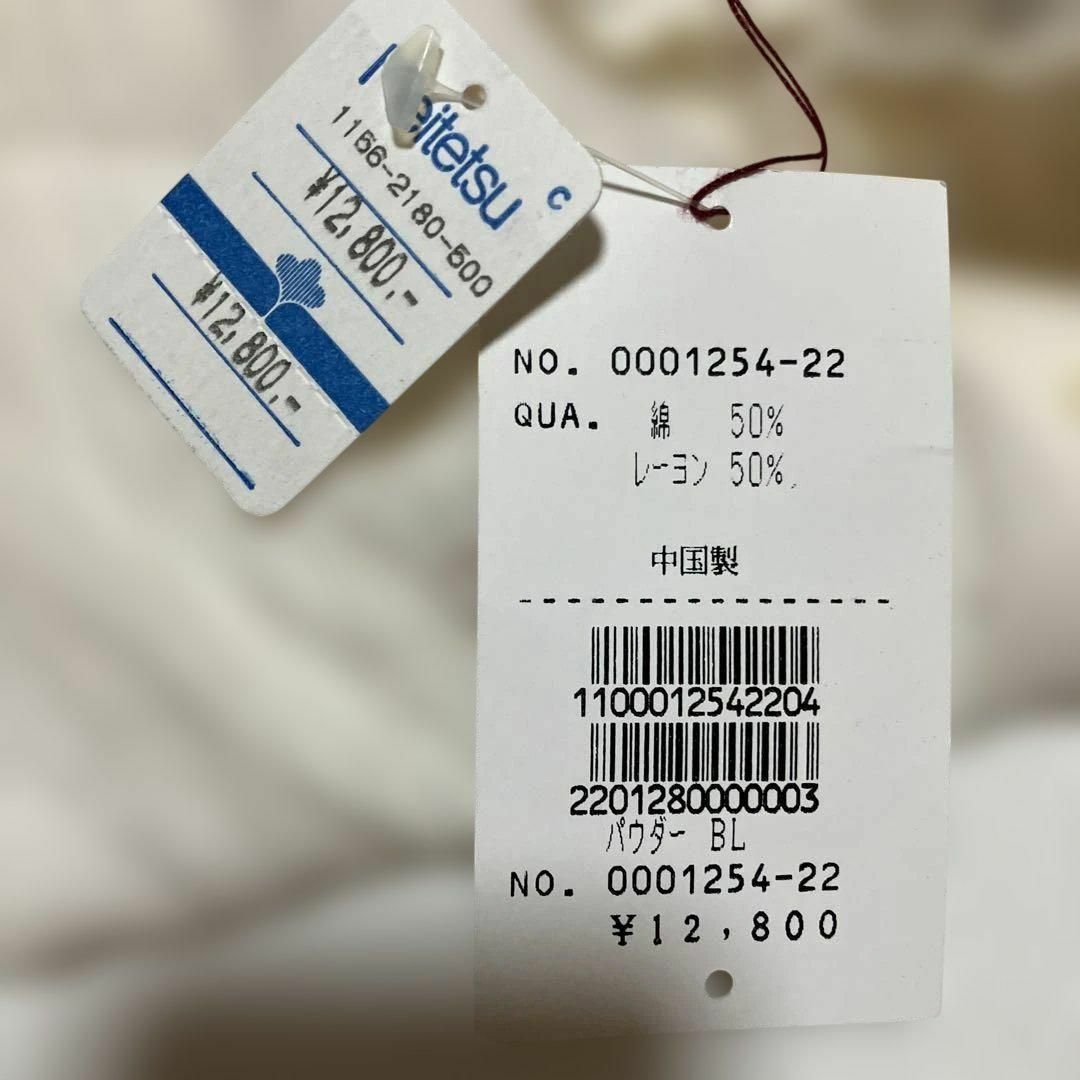 eitetsu
C
1156-2180-500
¥12,800.-
¥12,800.-
NO. 0001254-22
QUA. 綿 50%
レーヨン 50%
中国製
1100012542204
2201280000003
パウダー BL
NO. 0001254-22
¥12,800